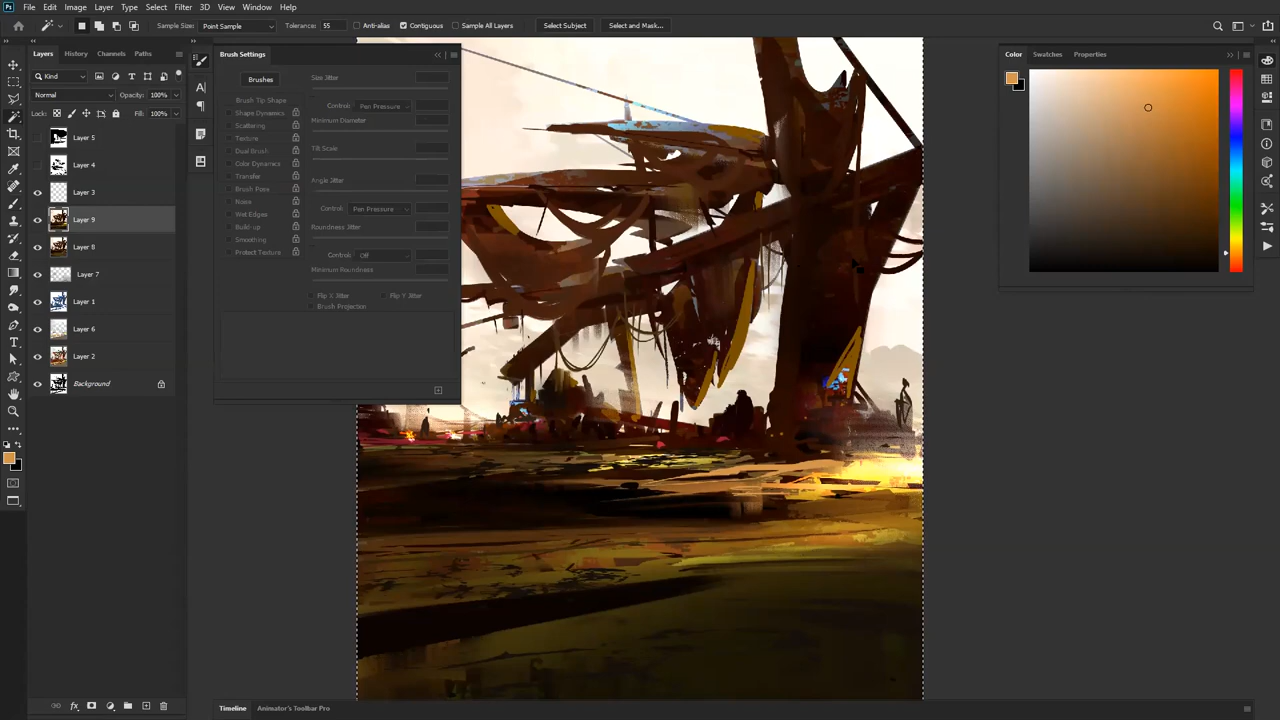 Ps File Edit Image Layer Type Select Filter 3D View Window Help
Sample Size: Point Sample Tolerance: 55 Anti-alias Contiguous Sample All Layers Select Subject Select and Mask...
Layers History Channels Paths
Kind
Normal Opacity: 100%
Lock: Fill: 100%
Layer 5
Layer 4
Layer 3
Layer 9
Layer 8
Layer 7
Layer 1
Layer 6
Layer 2
Background
fx
Brush Settings
Brushes
Brush Tip Shape
Shape Dynamics
Scattering
Texture
Dual Brush
Color Dynamics
Transfer
Brush Pose
Noise
Wet Edges
Build-up
Smoothing
Protect Texture
Size Jitter
Control: Pen Pressure
Minimum Diameter
Tilt Scale
Angle Jitter
Control: Pen Pressure
Roundness Jitter
Control: Off
Minimum Roundness
Flip X Jitter Flip Y Jitter
Brush Projection
Color Swatches Properties
Timeline Animator's Toolbar Pro